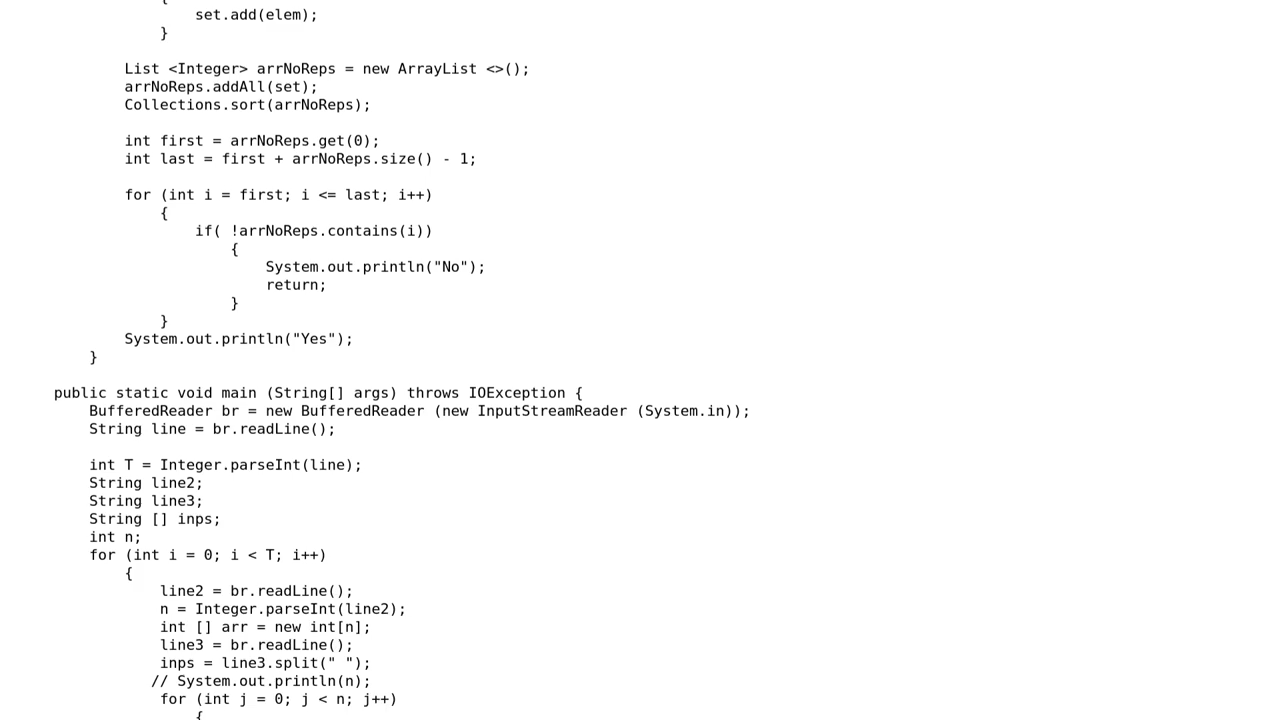 {
set.add(elem);
}
List <Integer> arrNoReps = new ArrayList <>();
arrNoReps.addAll(set);
Collections.sort(arrNoReps);
int first = arrNoReps.get(0);
int last = first + arrNoReps.size() - 1;
for (int i = first; i <= last; i++)
{
if( !arrNoReps.contains(i))
{
System.out.println("No");
return;
}
}
System.out.println("Yes");
}
public static void main (String[] args) throws IOException {
BufferedReader br = new BufferedReader (new InputStreamReader (System.in));
String line = br.readLine();
int T = Integer.parseInt(line);
String line2;
String line3;
String [] inps;
int n;
for (int i = 0; i < T; i++)
{
line2 = br.readLine();
n = Integer.parseInt(line2);
int [] arr = new int[n];
line3 = br.readLine();
inps = line3.split(" ");
// System.out.println(n);
for (int j = 0; j < n; j++)
{